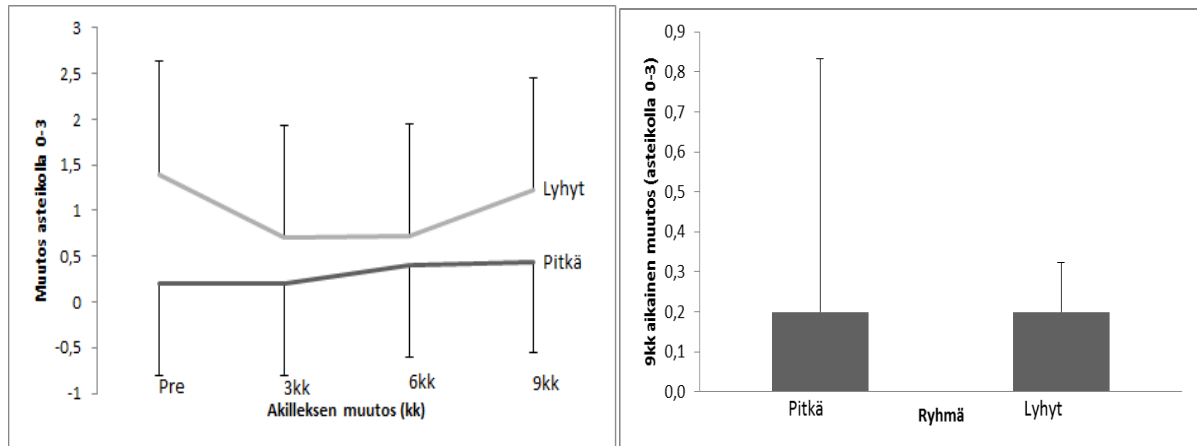 Muutos asteikolla 0-3
3
2,5
2
1,5
1
0,5
0
-0,5
-1
Lyhyt
Pitkä
Pre
3kk
6kk
9kk
Akilleksen muutos (kk)
9kk aikainen muutos (asteikolla 0-3)
0,9
0,8
0,7
0,6
0,5
0,4
0,3
0,2
0,1
0,0
Pitkä
Ryhmä
Lyhyt